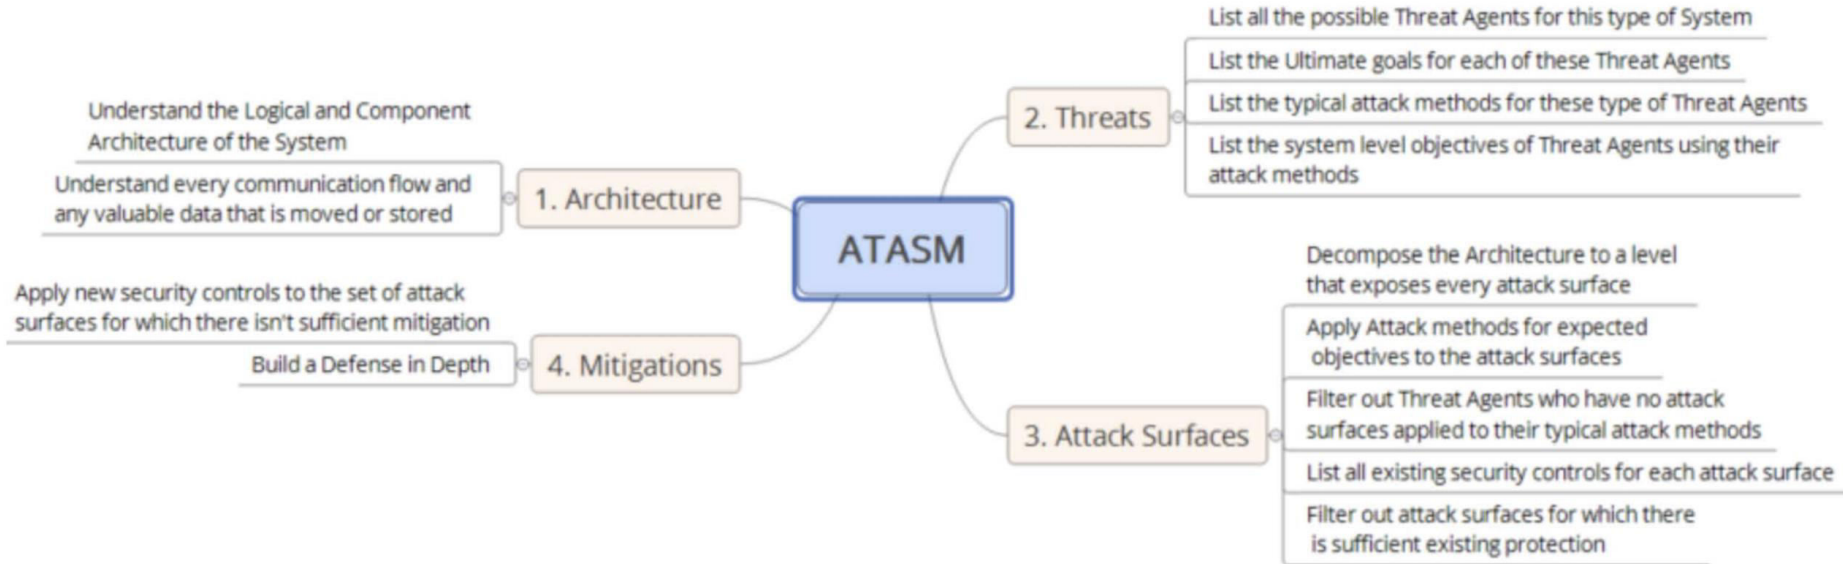 ATASM
1. Architecture
Understand the Logical and Component
Architecture of the System
Understand every communication flow and
any valuable data that is moved or stored
2. Threats
List all the possible Threat Agents for this type of System
List the Ultimate goals for each of these Threat Agents
List the typical attack methods for these type of Threat Agents
List the system level objectives of Threat Agents using their
attack methods
3. Attack Surfaces
Decompose the Architecture to a level
that exposes every attack surface
Apply Attack methods for expected
objectives to the attack surfaces
Filter out Threat Agents who have no attack
surfaces applied to their typical attack methods
List all existing security controls for each attack surface
Filter out attack surfaces for which there
is sufficient existing protection
4. Mitigations
Apply new security controls to the set of attack
surfaces for which there isn't sufficient mitigation
Build a Defense in Depth